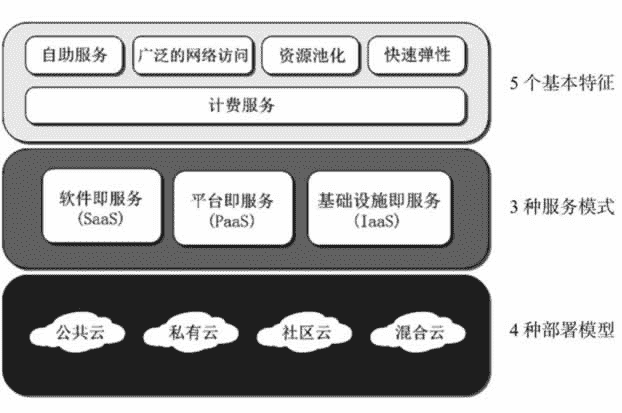 自助服务
广泛的网络访问
资源池化
快速弹性
5 个基本特征
计费服务
软件即服务
(SaaS)
平台即服务
(PaaS)
基础设施即服务
(IaaS)
3 种服务模式
公共云
私有云
社区云
混合云
4 种部署模型